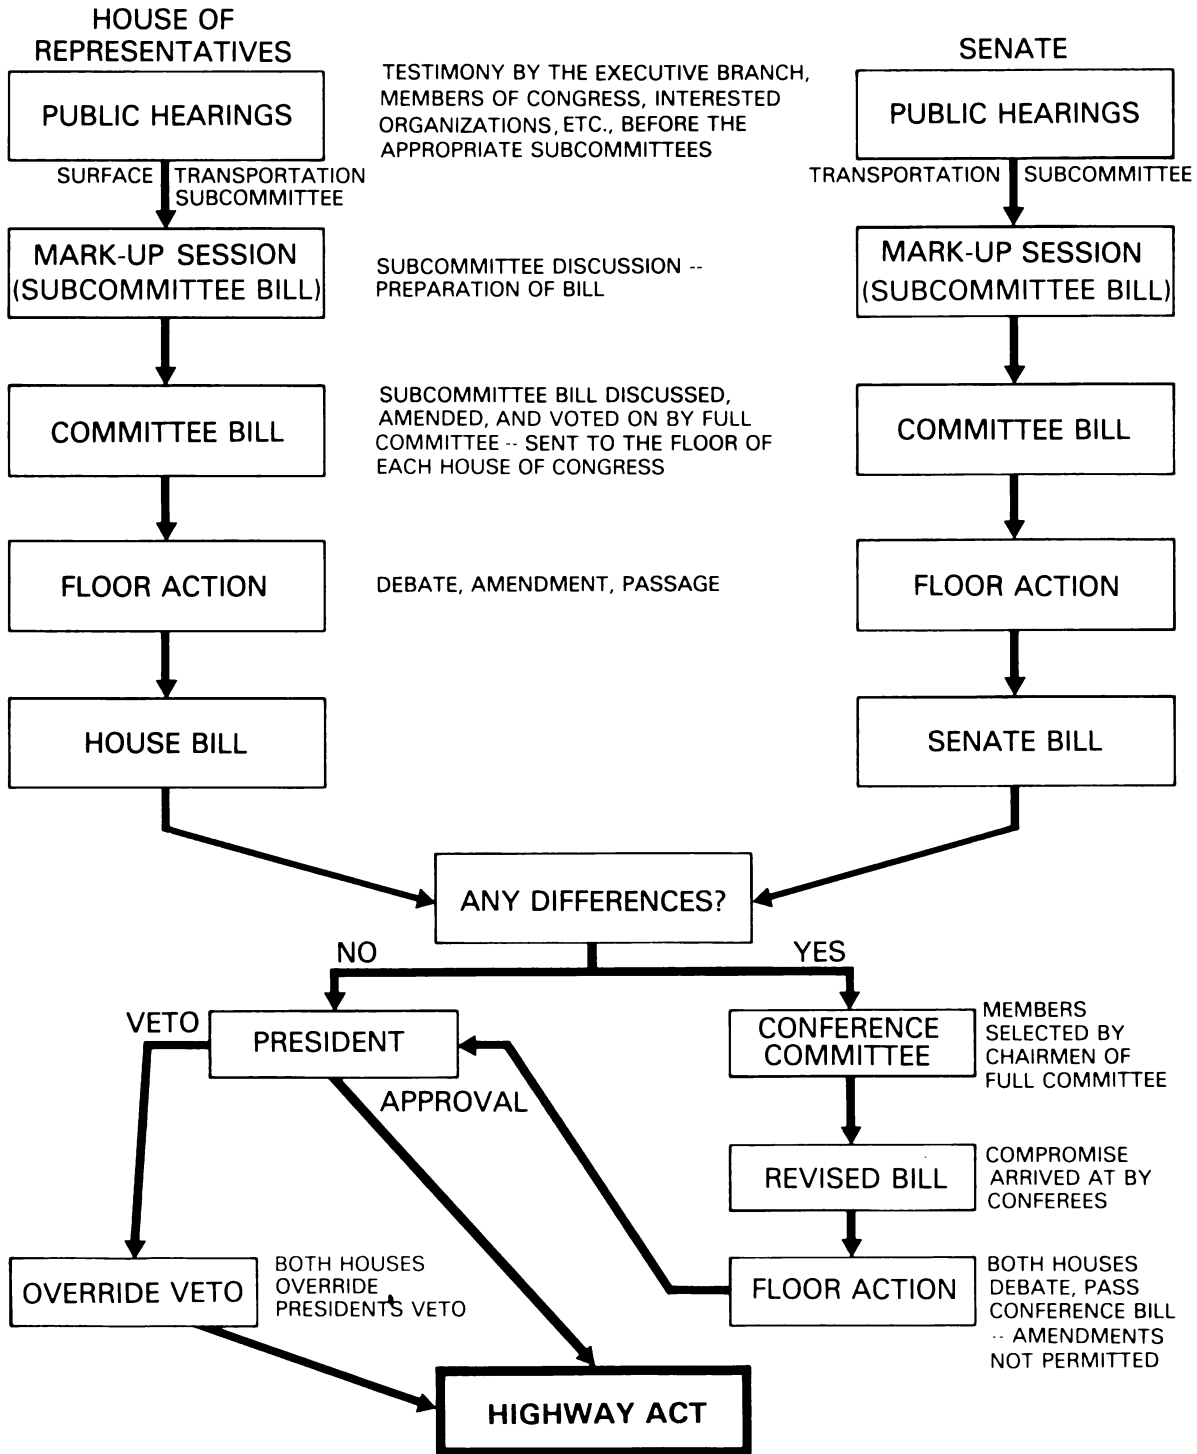 HOUSE OF
REPRESENTATIVES
SENATE
PUBLIC HEARINGS
TESTIMONY BY THE EXECUTIVE BRANCH,
MEMBERS OF CONGRESS, INTERESTED
ORGANIZATIONS, ETC., BEFORE THE
APPROPRIATE SUBCOMMITTEES
PUBLIC HEARINGS
SURFACE TRANSPORTATION
SUBCOMMITTEE
TRANSPORTATION SUBCOMMITTEE
MARK-UP SESSION
(SUBCOMMITTEE BILL)
SUBCOMMITTEE DISCUSSION --
PREPARATION OF BILL
MARK-UP SESSION
(SUBCOMMITTEE BILL)
COMMITTEE BILL
SUBCOMMITTEE BILL DISCUSSED,
AMENDED, AND VOTED ON BY FULL
COMMITTEE -- SENT TO THE FLOOR OF
EACH HOUSE OF CONGRESS
COMMITTEE BILL
FLOOR ACTION
DEBATE, AMENDMENT, PASSAGE
FLOOR ACTION
HOUSE BILL
SENATE BILL
ANY DIFFERENCES?
NO
YES
VETO
PRESIDENT
APPROVAL
CONFERENCE
COMMITTEE
MEMBERS
SELECTED BY
CHAIRMEN OF
FULL COMMITTEE
REVISED BILL
COMPROMISE
ARRIVED AT BY
CONFEREES
OVERRIDE VETO
BOTH HOUSES
OVERRIDE
PRESIDENT'S VETO
FLOOR ACTION
BOTH HOUSES
DEBATE, PASS
CONFERENCE BILL
-- AMENDMENTS
NOT PERMITTED
HIGHWAY ACT